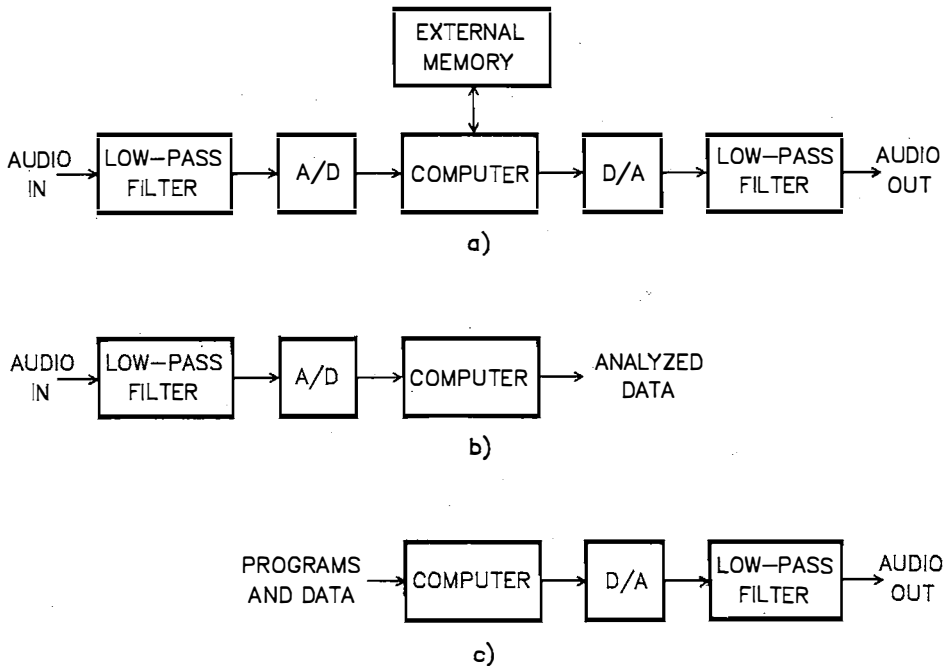 EXTERNAL
MEMORY
AUDIO
IN
LOW-PASS
FILTER
A/D
COMPUTER
D/A
LOW-PASS
FILTER
AUDIO
OUT
a)
AUDIO
IN
LOW-PASS
FILTER
A/D
COMPUTER
ANALYZED
DATA
b)
PROGRAMS
AND DATA
COMPUTER
D/A
LOW-PASS
FILTER
AUDIO
OUT
c)